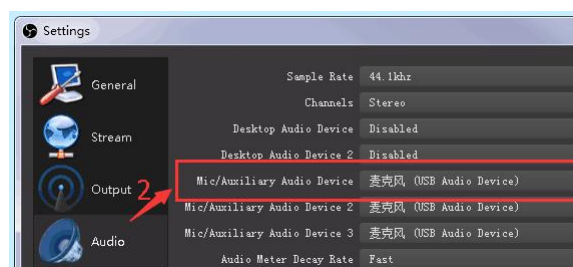 Settings
General
Stream
Output
Audio
2
Sample Rate 44.1khz
Channels Stereo
Desktop Audio Device Disabled
Desktop Audio Device 2 Disabled
Mic/Auxiliary Audio Device 麦克风 (USB Audio Device)
Mic/Auxiliary Audio Device 2 麦克风 (USB Audio Device)
Mic/Auxiliary Audio Device 3 麦克风 (USB Audio Device)
Audio Meter Decay Rate Fast